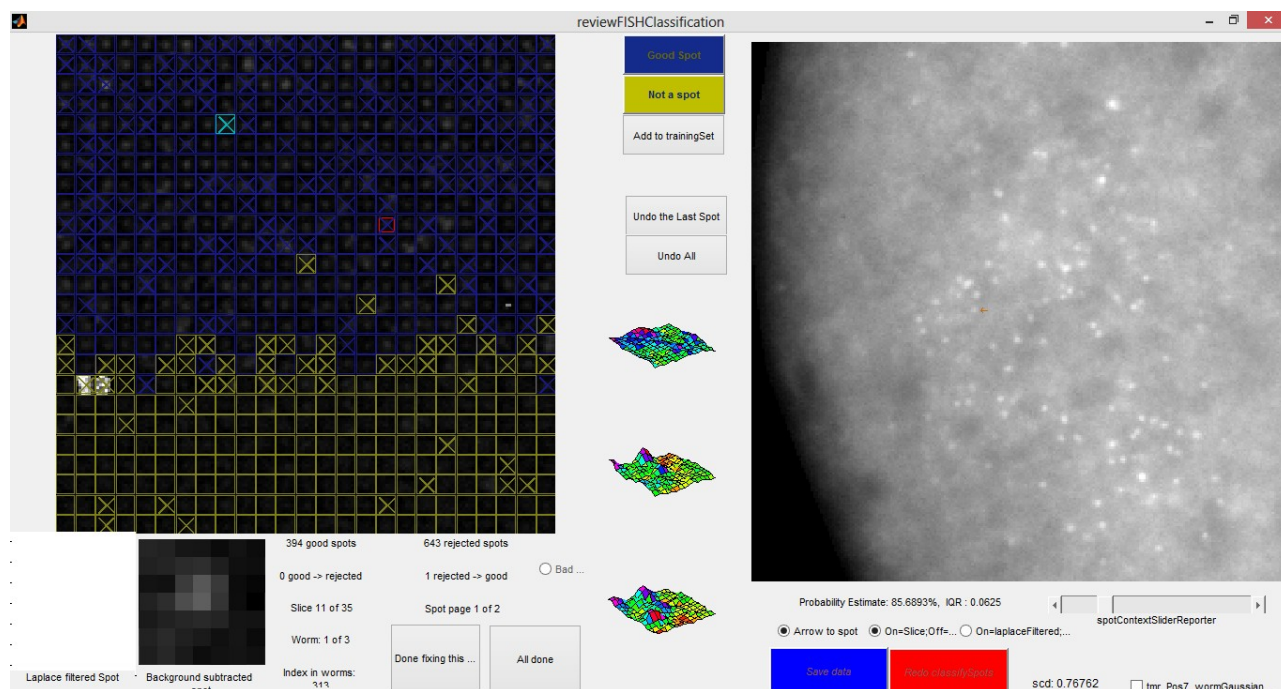 reviewFISHClassification
Good Spot
Not a spot
Add to trainingSet
Undo the Last Spot
Undo All
394 good spots
643 rejected spots
0 good -> rejected
1 rejected -> good
Bad ...
Slice 11 of 35
Spot page 1 of 2
Worm: 1 of 3
Index in worms:
313
Done fixing this ...
All done
Laplace filtered Spot
Background subtracted
spot
Probability Estimate: 85.6893%, IQR : 0.0625
spotContextSliderReporter
Arrow to spot
On=Slice;Off=...
On=laplaceFiltered;...
Save data
Redo classifySpots
scd: 0.76762
tmr_Pos7_wormGaussian